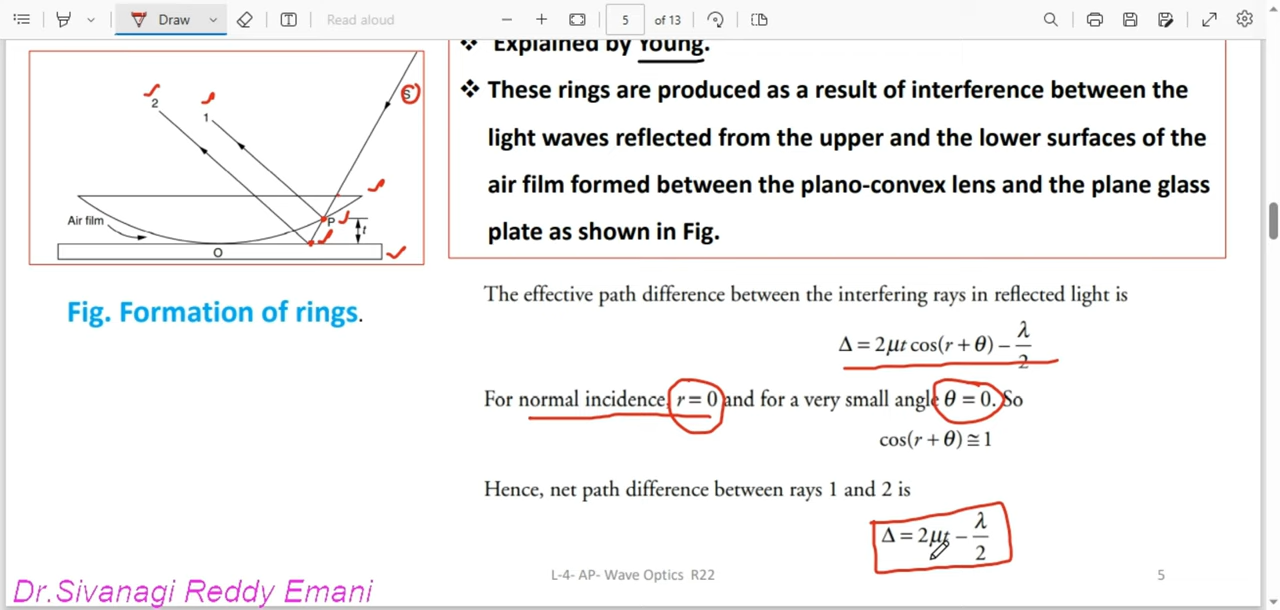 Draw
Read aloud
5 of 13
❖ Explained by Young.
❖ These rings are produced as a result of interference between the
light waves reflected from the upper and the lower surfaces of the
air film formed between the plano-convex lens and the plane glass
plate as shown in Fig.
S
2
1
P
t
Air film
O
Fig. Formation of rings.
The effective path difference between the interfering rays in reflected light is
Δ = 2μt cos(r + θ) − λ/2
For normal incidence, r = 0 and for a very small angle θ = 0. So
cos(r + θ) ≅ 1
Hence, net path difference between rays 1 and 2 is
Δ = 2μt − λ/2
L-4- AP- Wave Optics R22
5
Dr.Sivanagi Reddy Emani